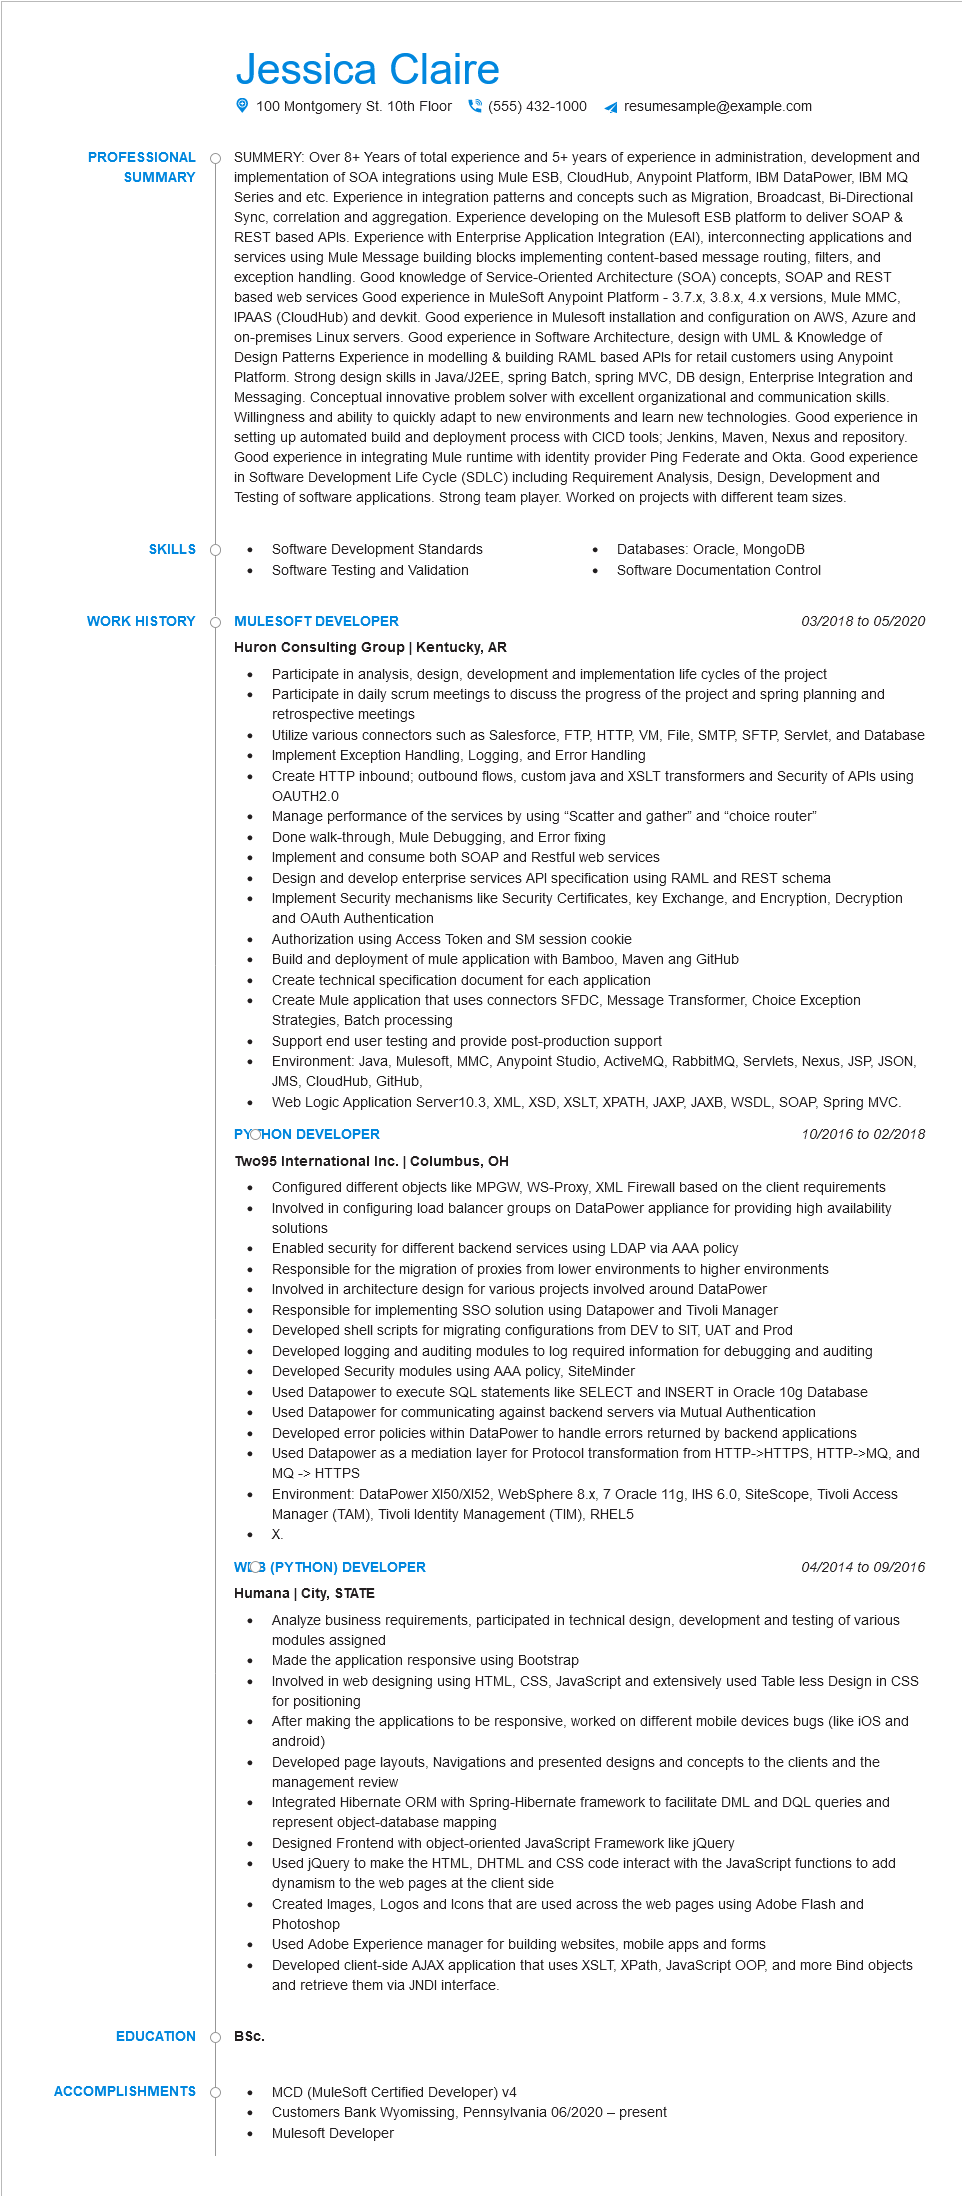 Jessica Claire
100 Montgomery St. 10th Floor (555) 432-1000 resumesample@example.com
PROFESSIONAL SUMMARY
SUMMARY: Over 8+ Years of total experience and 5+ years of experience in administration, development and
implementation of SOA integrations using Mule ESB, CloudHub, Anypoint Platform, IBM DataPower, IBM MQ
Series and etc. Experience in integration patterns and concepts such as Migration, Broadcast, Bi-Directional
Sync, correlation and aggregation. Experience developing on the Mulesoft ESB platform to deliver SOAP &
REST based APIs. Experience with Enterprise Application Integration (EAI), interconnecting applications and
services using Mule Message building blocks implementing content-based message routing, filters, and
exception handling. Good knowledge of Service-Oriented Architecture (SOA) concepts, SOAP and REST
based web services Good experience in MuleSoft Anypoint Platform - 3.7.x, 3.8.x, 4.x versions, Mule MMC,
IPAAS (CloudHub) and devkit. Good experience in Mulesoft installation and configuration on AWS, Azure and
on-premises Linux servers. Good experience in Software Architecture, design with UML & Knowledge of
Design Patterns Experience in modelling & building RAML based APIs for retail customers using Anypoint
Platform. Strong design skills in Java/J2EE, spring Batch, spring MVC, DB design, Enterprise Integration and
Messaging. Conceptual innovative problem solver with excellent organizational and communication skills.
Willingness and ability to quickly adapt to new environments and learn new technologies. Good experience in
setting up automated build and deployment process with CICD tools; Jenkins, Maven, Nexus and repository.
Good experience in integrating Mule runtime with identity provider Ping Federate and Okta. Good experience
in Software Development Life Cycle (SDLC) including Requirement Analysis, Design, Development and
Testing of software applications. Strong team player. Worked on projects with different team sizes.
SKILLS
• Software Development Standards
• Software Testing and Validation
• Databases: Oracle, MongoDB
• Software Documentation Control
WORK HISTORY
MULESOFT DEVELOPER 03/2018 to 05/2020
Huron Consulting Group | Kentucky, AR
• Participate in analysis, design, development and implementation life cycles of the project
• Participate in daily scrum meetings to discuss the progress of the project and spring planning and
retrospective meetings
• Utilize various connectors such as Salesforce, FTP, HTTP, VM, File, SMTP, SFTP, Servlet, and Database
• Implement Exception Handling, Logging, and Error Handling
• Create HTTP inbound; outbound flows, custom java and XSLT transformers and Security of APIs using
OAUTH2.0
• Manage performance of the services by using “Scatter and gather” and “choice router”
• Done walk-through, Mule Debugging, and Error fixing
• Implement and consume both SOAP and Restful web services
• Design and develop enterprise services API specification using RAML and REST schema
• Implement Security mechanisms like Security Certificates, key Exchange, and Encryption, Decryption
and OAuth Authentication
• Authorization using Access Token and SM session cookie
• Build and deployment of mule application with Bamboo, Maven ang GitHub
• Create technical specification document for each application
• Create Mule application that uses connectors SFDC, Message Transformer, Choice Exception
Strategies, Batch processing
• Support end user testing and provide post-production support
• Environment: Java, Mulesoft, MMC, Anypoint Studio, ActiveMQ, RabbitMQ, Servlets, Nexus, JSP, JSON,
JMS, CloudHub, GitHub,
• Web Logic Application Server10.3, XML, XSD, XSLT, XPATH, JAXP, JAXB, WSDL, SOAP, Spring MVC.
PYTHON DEVELOPER 10/2016 to 02/2018
Two95 International Inc. | Columbus, OH
• Configured different objects like MPGW, WS-Proxy, XML Firewall based on the client requirements
• Involved in configuring load balancer groups on DataPower appliance for providing high availability
solutions
• Enabled security for different backend services using LDAP via AAA policy
• Responsible for the migration of proxies from lower environments to higher environments
• Involved in architecture design for various projects involved around DataPower
• Responsible for implementing SSO solution using Datapower and Tivoli Manager
• Developed shell scripts for migrating configurations from DEV to SIT, UAT and Prod
• Developed logging and auditing modules to log required information for debugging and auditing
• Developed Security modules using AAA policy, SiteMinder
• Used Datapower to execute SQL statements like SELECT and INSERT in Oracle 10g Database
• Used Datapower for communicating against backend servers via Mutual Authentication
• Developed error policies within DataPower to handle errors returned by backend applications
• Used Datapower as a mediation layer for Protocol transformation from HTTP->HTTPS, HTTP->MQ, and
MQ -> HTTPS
• Environment: DataPower XI50/XI52, WebSphere 8.x, 7 Oracle 11g, IHS 6.0, SiteScope, Tivoli Access
Manager (TAM), Tivoli Identity Management (TIM), RHEL5
• X.
WEB (PYTHON) DEVELOPER 04/2014 to 09/2016
Humana | City, STATE
• Analyze business requirements, participated in technical design, development and testing of various
modules assigned
• Made the application responsive using Bootstrap
• Involved in web designing using HTML, CSS, JavaScript and extensively used Table less Design in CSS
for positioning
• After making the applications to be responsive, worked on different mobile devices bugs (like iOS and
android)
• Developed page layouts, Navigations and presented designs and concepts to the clients and the
management review
• Integrated Hibernate ORM with Spring-Hibernate framework to facilitate DML and DQL queries and
represent object-database mapping
• Designed Frontend with object-oriented JavaScript Framework like jQuery
• Used jQuery to make the HTML, DHTML and CSS code interact with the JavaScript functions to add
dynamism to the web pages at the client side
• Created Images, Logos and Icons that are used across the web pages using Adobe Flash and
Photoshop
• Used Adobe Experience manager for building websites, mobile apps and forms
• Developed client-side AJAX application that uses XSLT, XPath, JavaScript OOP, and more Bind objects
and retrieve them via JNDI interface.
EDUCATION
BSc.
ACCOMPLISHMENTS
• MCD (MuleSoft Certified Developer) v4
• Customers Bank Wyomissing, Pennsylvania 06/2020 – present
• Mulesoft Developer